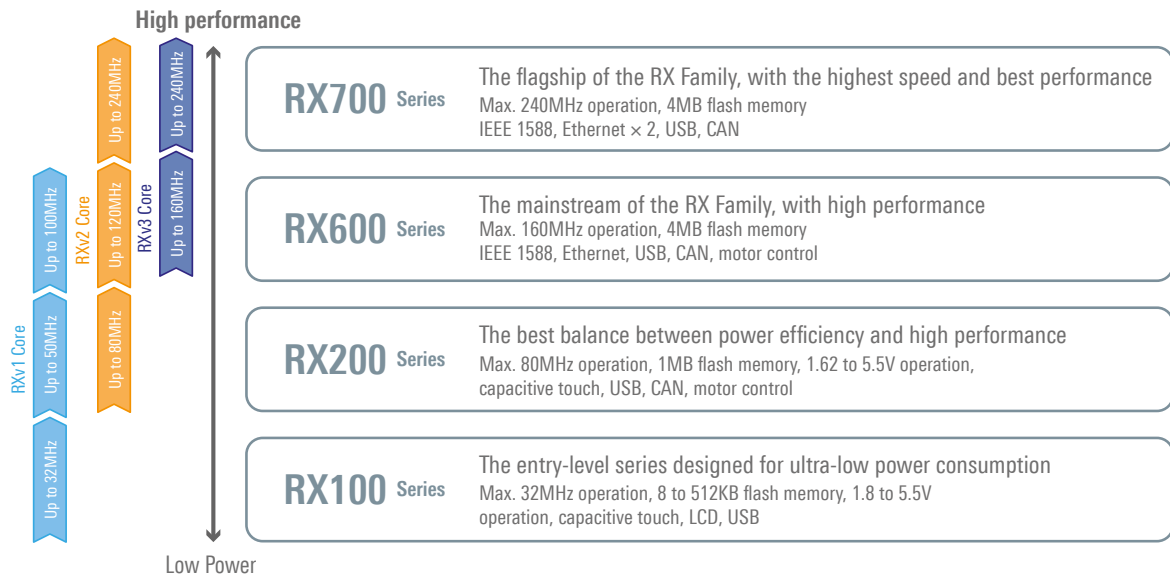 High performance
Up to 240MHz
Up to 240MHz
Up to 100MHz
RXv2 Core
Up to 120MHz
RXv3 Core
Up to 160MHz
RXv1 Core
Up to 50MHz
Up to 80MHz
Up to 32MHz
Low Power
RX700 Series
The flagship of the RX Family, with the highest speed and best performance
Max. 240MHz operation, 4MB flash memory
IEEE 1588, Ethernet × 2, USB, CAN
RX600 Series
The mainstream of the RX Family, with high performance
Max. 160MHz operation, 4MB flash memory
IEEE 1588, Ethernet, USB, CAN, motor control
RX200 Series
The best balance between power efficiency and high performance
Max. 80MHz operation, 1MB flash memory, 1.62 to 5.5V operation,
capacitive touch, USB, CAN, motor control
RX100 Series
The entry-level series designed for ultra-low power consumption
Max. 32MHz operation, 8 to 512KB flash memory, 1.8 to 5.5V
operation, capacitive touch, LCD, USB